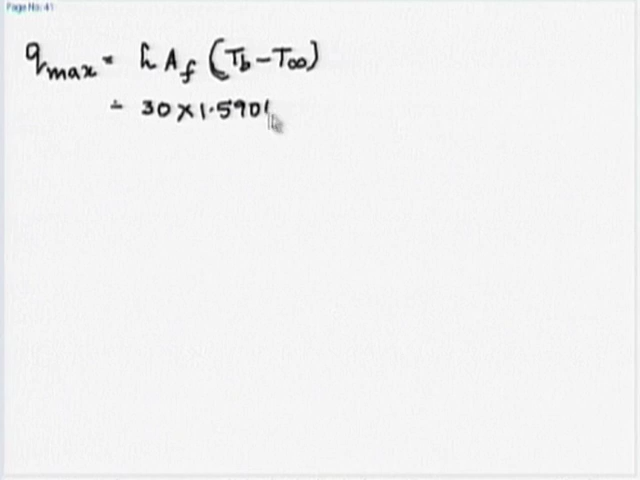 Page No: 41
q_max = h A_f (T_b - T_∞)
= 30 × 1.5901